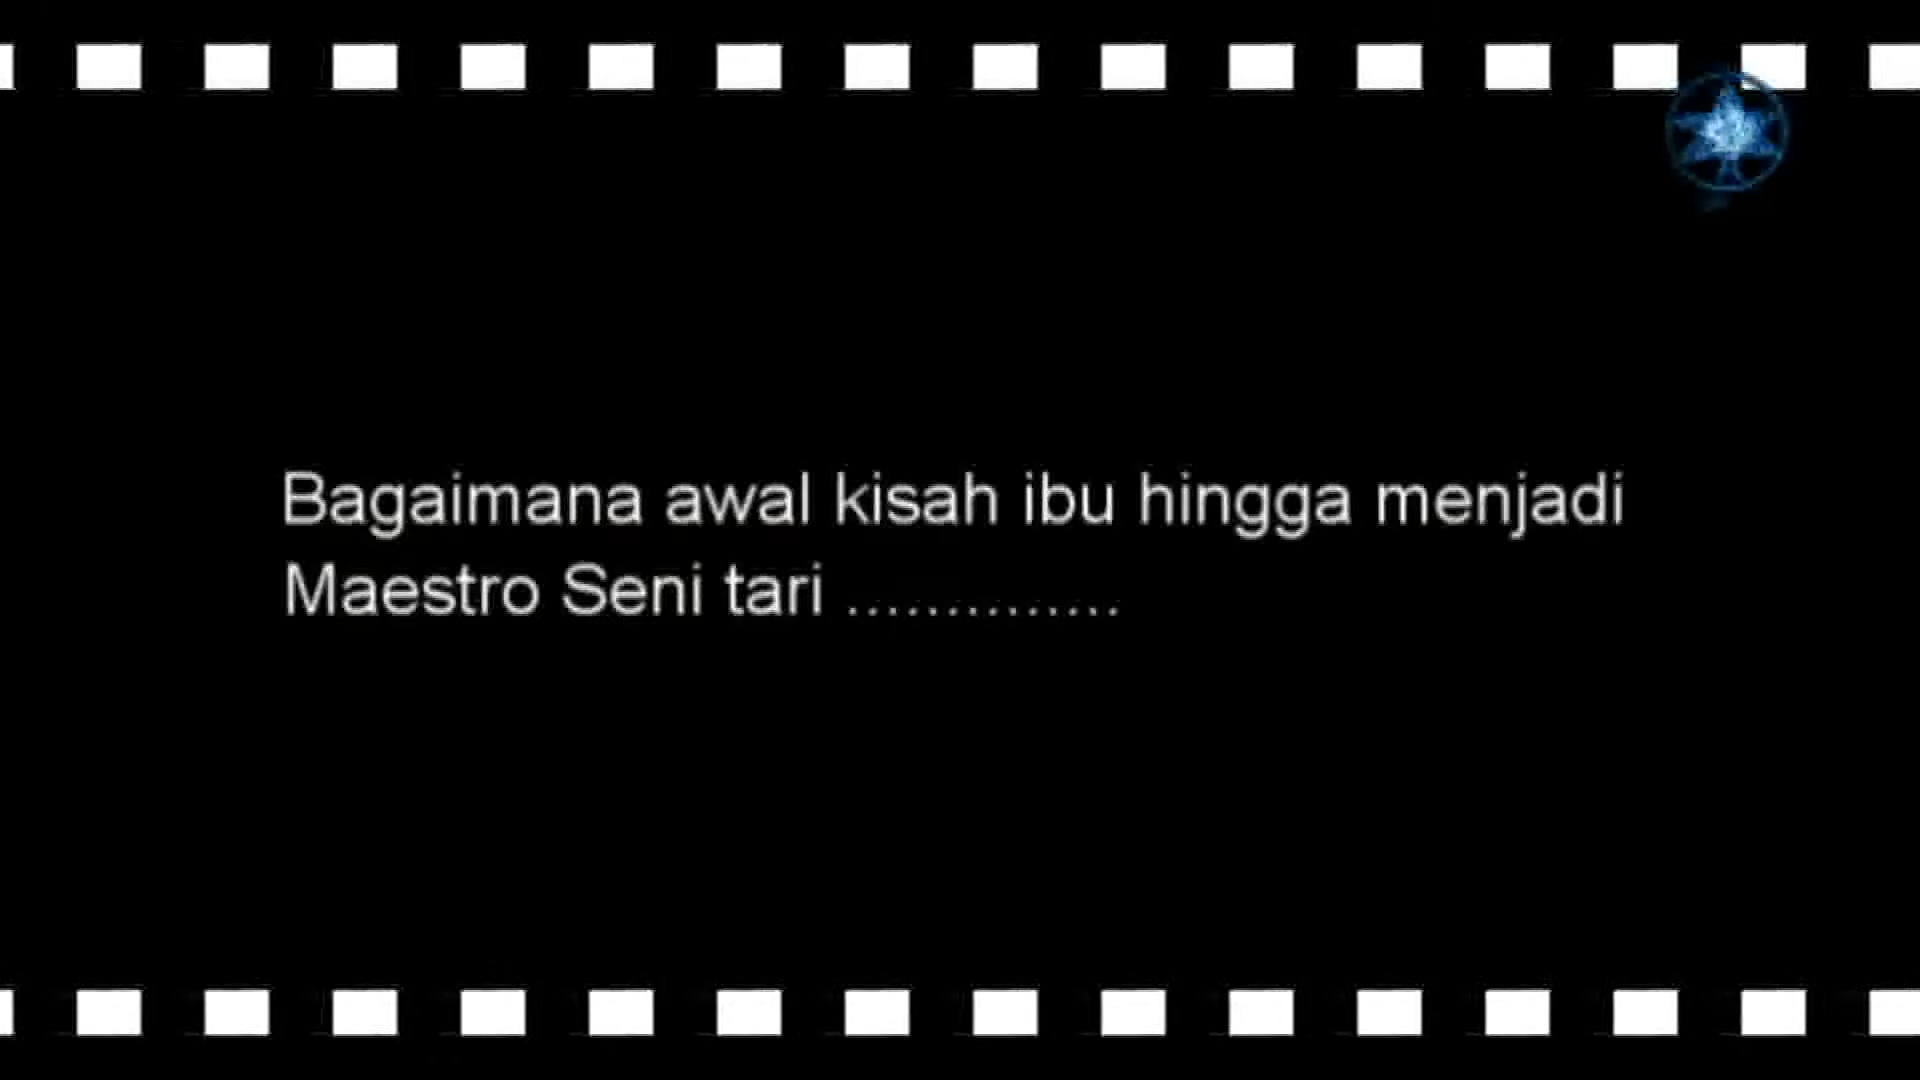 Bagaimana awal kisah ibu hingga menjadi
Maestro Seni tari ..............